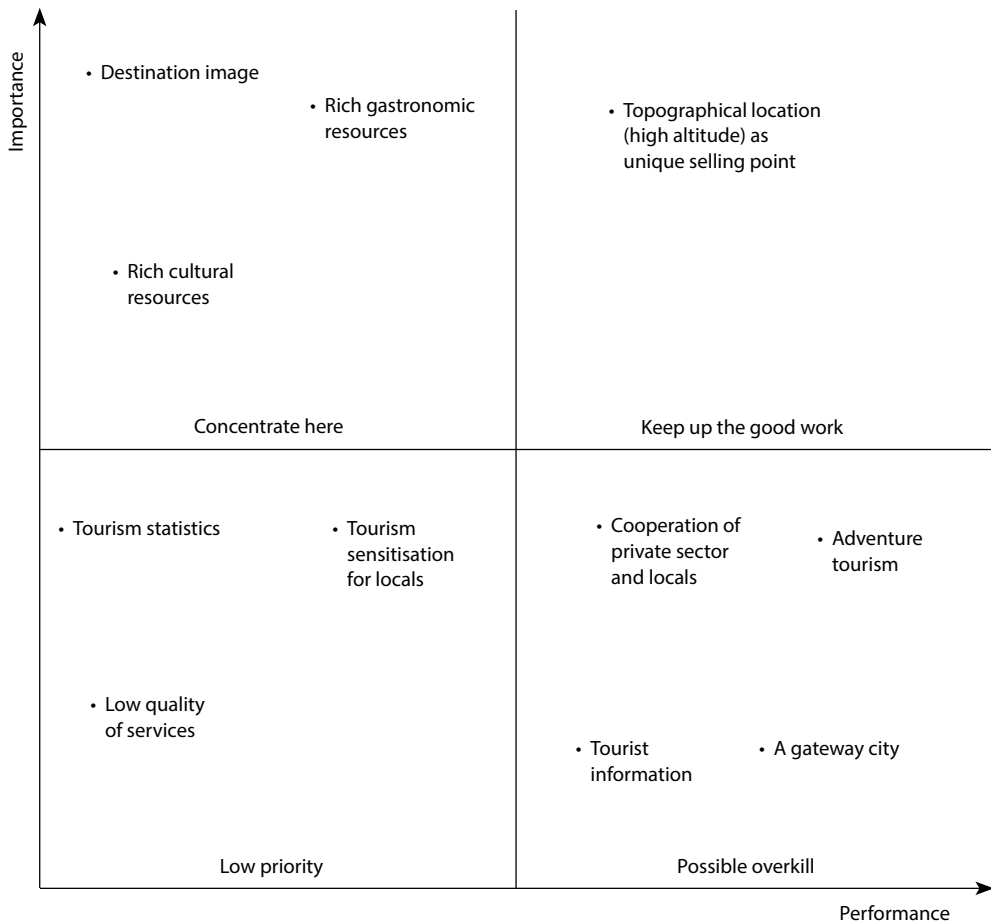 Importance
• Destination image
• Rich gastronomic
resources
• Topographical location
(high altitude) as
unique selling point
• Rich cultural
resources
Concentrate here
Keep up the good work
• Tourism statistics
• Tourism
sensitisation
for locals
• Cooperation of
private sector
and locals
• Adventure
tourism
• Low quality
of services
• Tourist
information
• A gateway city
Low priority
Possible overkill
Performance